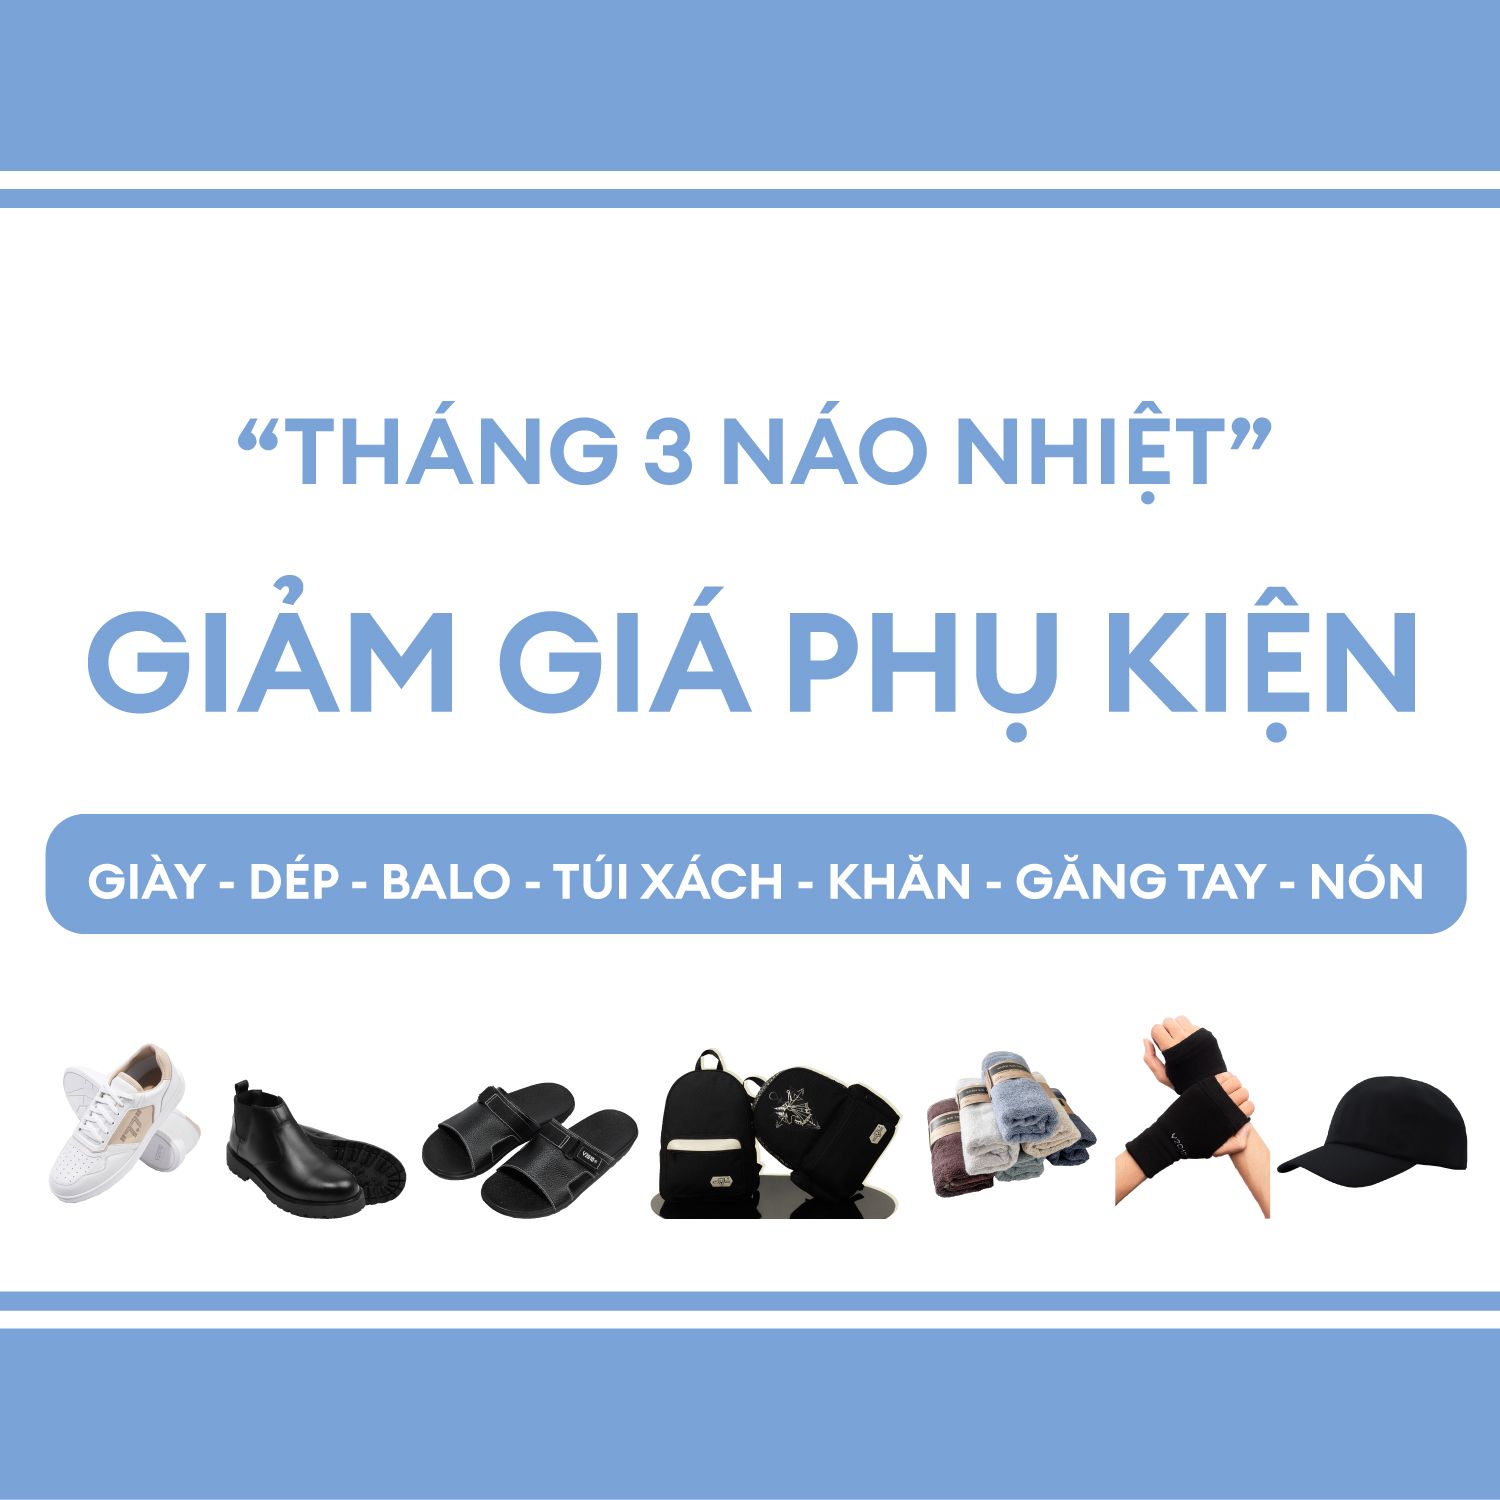 “THÁNG 3 NÁO NHIỆT”
GIẢM GIÁ PHỤ KIỆN
GIÀY - DÉP - BALO - TÚI XÁCH - KHĂN - GĂNG TAY - NÓN